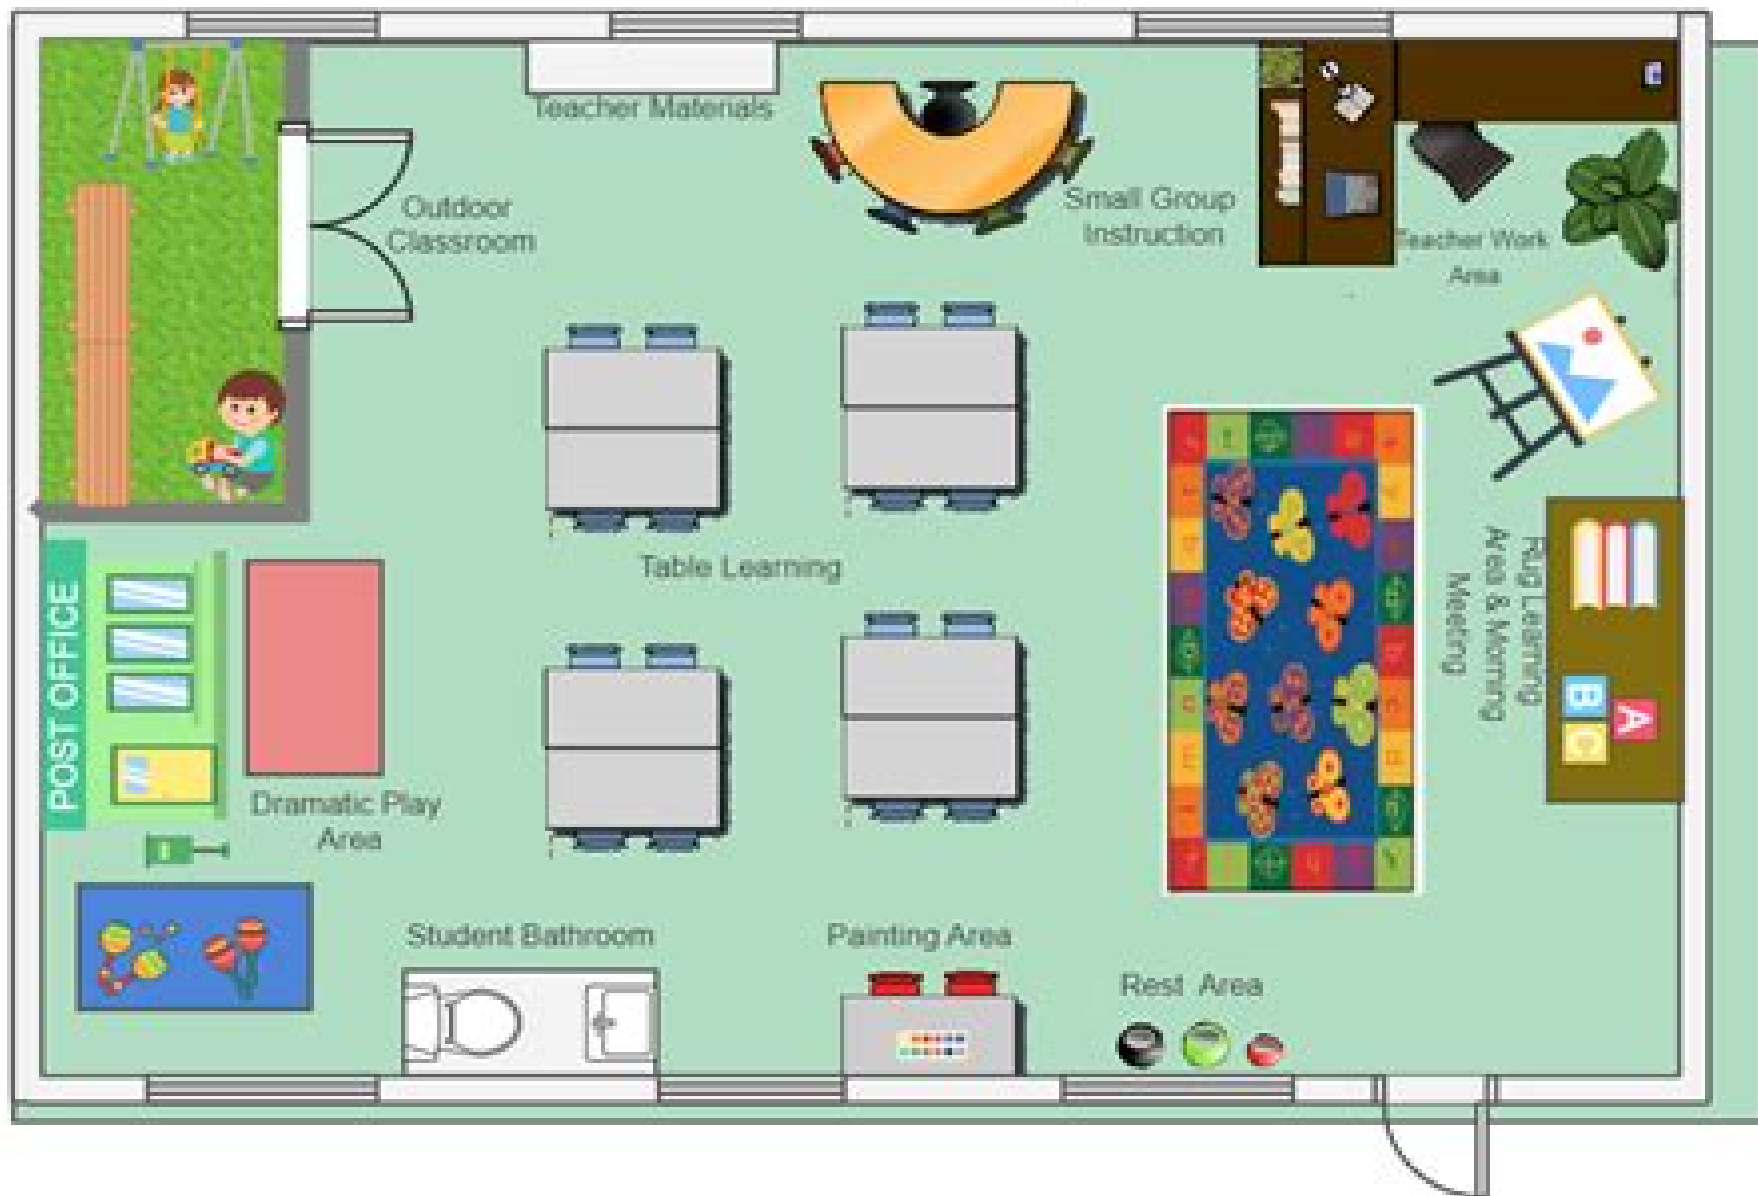 Teacher Materials
Outdoor
Classroom
Small Group
Instruction
Teacher Work
Area
Table Learning
Rug Learning
Area & Morning
Meeting
B
A
C
POST OFFICE
Dramatic Play
Area
Student Bathroom
Painting Area
Rest Area